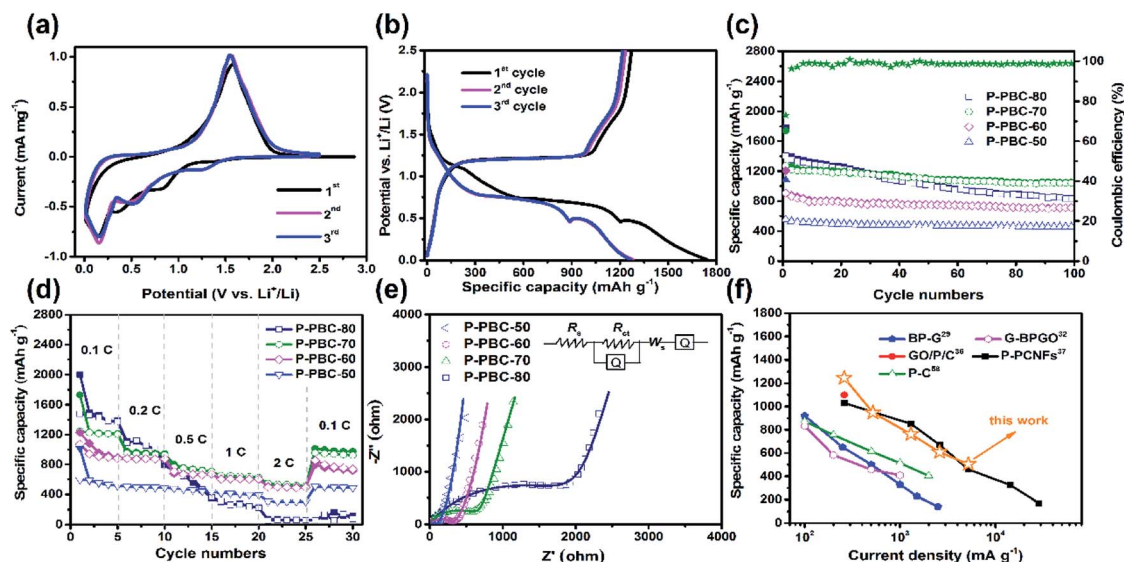 (a)
Current (mA mg⁻¹)
1.0
0.5
0.0
-0.5
-1.0
0.0 0.5 1.0 1.5 2.0 2.5 3.0
Potential (V vs. Li⁺/Li)
1ˢᵗ
2ⁿᵈ
3ʳᵈ
(b)
Potential vs. Li⁺/Li (V)
2.5
2.0
1.5
1.0
0.5
0.0
0 300 600 900 1200 1500 1800
Specific capacity (mAh g⁻¹)
1ˢᵗ cycle
2ⁿᵈ cycle
3ʳᵈ cycle
(c)
Specific capacity (mAh g⁻¹)
2800
2400
2000
1600
1200
800
400
0
0 20 40 60 80 100
Cycle numbers
100
80
60
40
20
0
Coulombic efficiency (%)
P-PBC-80
P-PBC-70
P-PBC-60
P-PBC-50
(d)
Specific capacity (mAh g⁻¹)
2800
2400
2000
1600
1200
800
400
0
0 5 10 15 20 25 30
Cycle numbers
P-PBC-80
P-PBC-70
P-PBC-60
P-PBC-50
0.1 C
0.2 C
0.5 C
1 C
2 C
0.1 C
(e)
-Z'' (ohm)
4000
3000
2000
1000
0
0 1000 2000 3000 4000
Z' (ohm)
P-PBC-50
P-PBC-60
P-PBC-70
P-PBC-80
Rct
Ws
Q
Q
(f)
Specific capacity (mAh g⁻¹)
1800
1600
1400
1200
1000
800
600
400
200
0
10² 10³ 10⁴
Current density (mA g⁻¹)
BP-G²⁹
G-BPGO³²
GO/P/C³⁶
P-PCNFs³⁷
P-C⁵⁸
this work